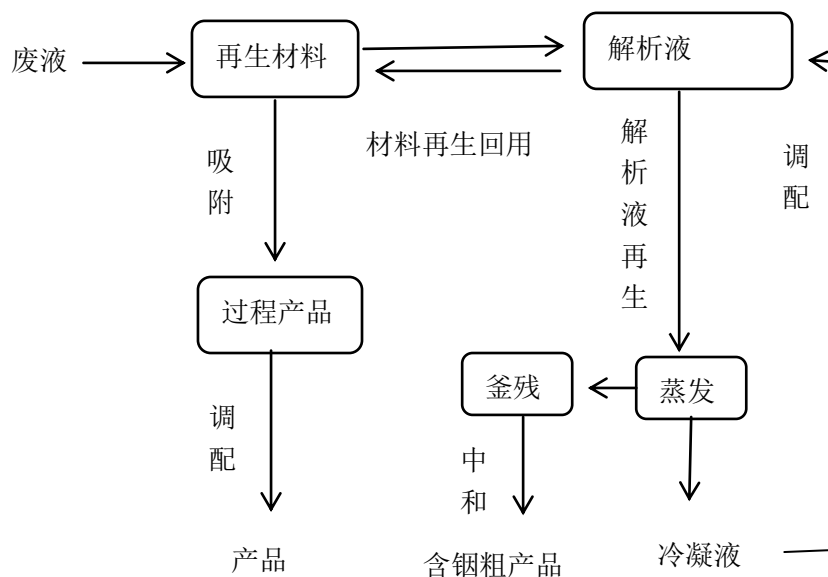 废液
再生材料
解析液
材料再生回用
吸附
解析液再生
调配
过程产品
釜残
蒸发
调配
中和
产品
含铟粗产品
冷凝液